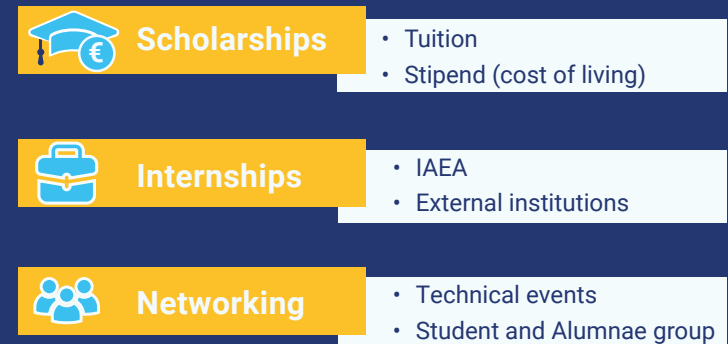 Scholarships
• Tuition
• Stipend (cost of living)
Internships
• IAEA
• External institutions
Networking
• Technical events
• Student and Alumnae group